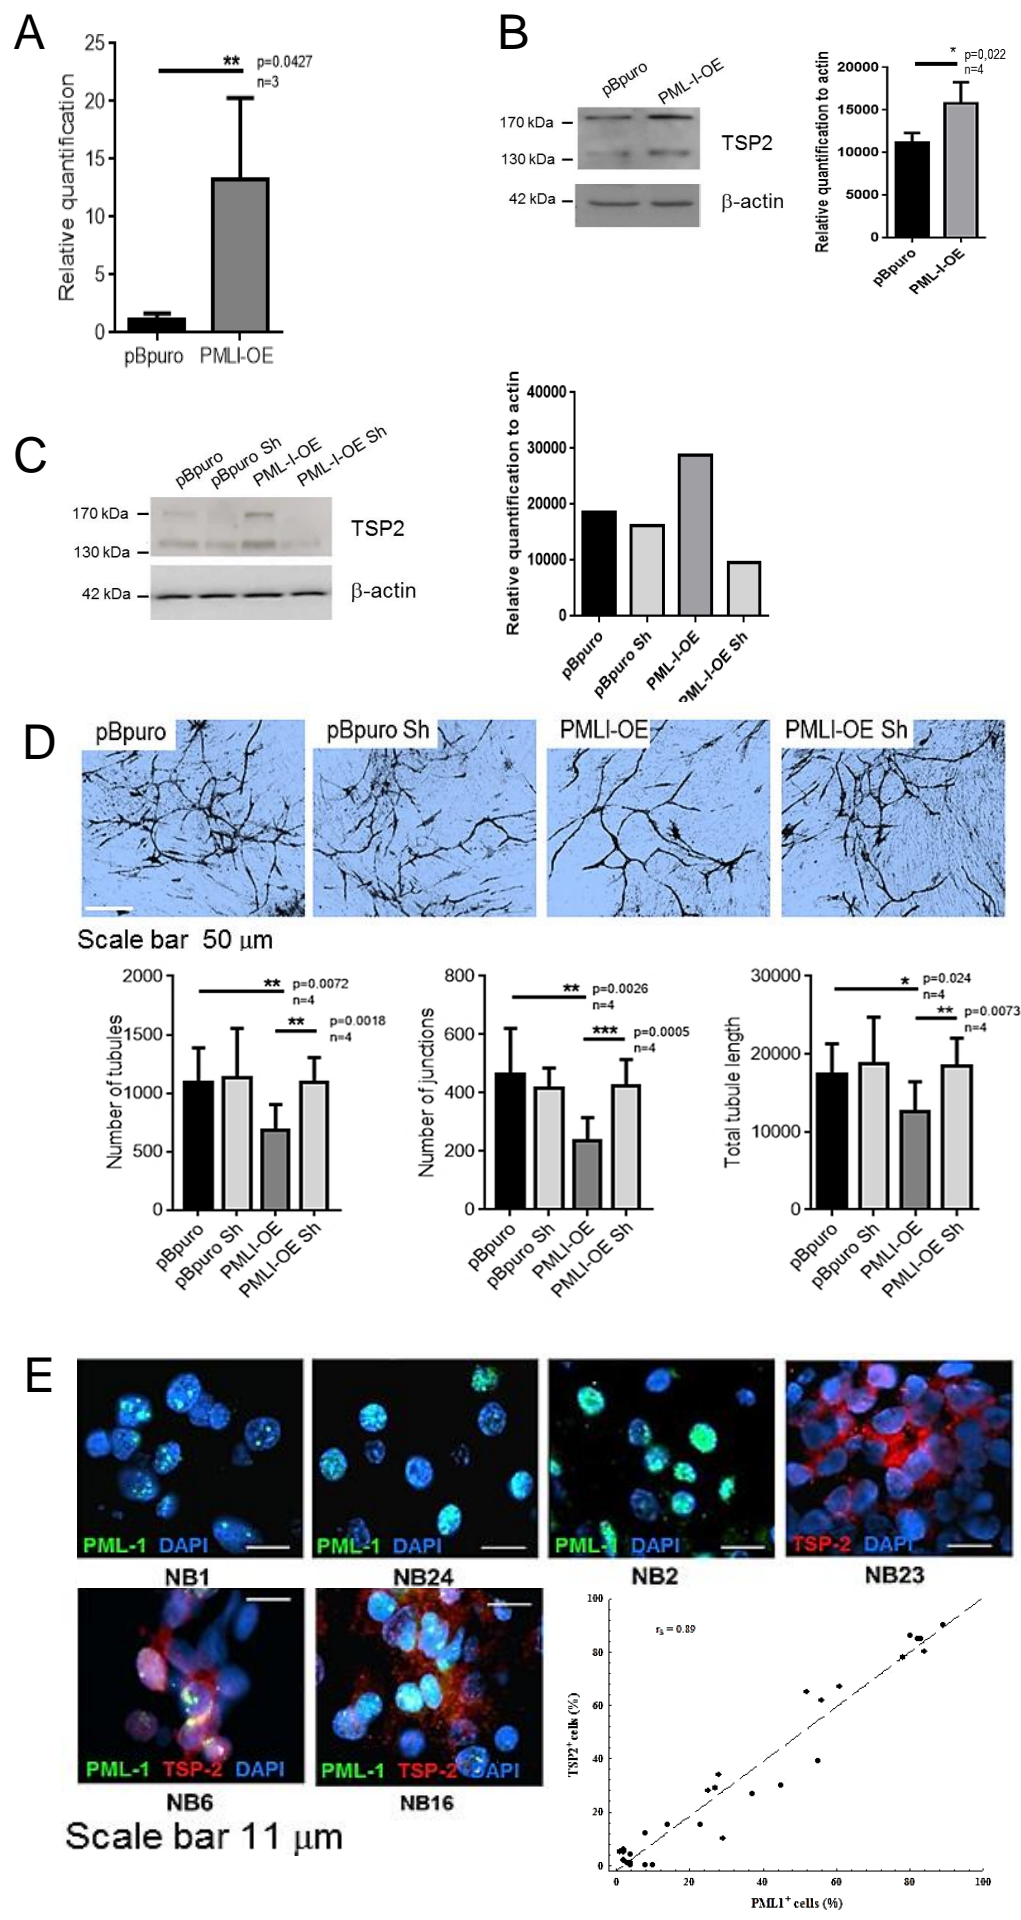 A
25
20
15
10
5
0
Relative quantification
**
p=0.0427
n=3
pBpuro
PMLI-OE
B
pBpuro
PML-I-OE
170 kDa
130 kDa
TSP2
42 kDa
β-actin
Relative quantification to actin
20000
15000
10000
5000
0
*
p=0,022
n=4
pBpuro
PML-I-OE
C
pBpuro
pBpuro Sh
PML-I-OE
PML-I-OE Sh
170 kDa
130 kDa
TSP2
42 kDa
β-actin
Relative quantification to actin
40000
30000
20000
10000
0
pBpuro
pBpuro Sh
PML-I-OE
PML-I-OE Sh
D
pBpuro
pBpuro Sh
PMLI-OE
PMLI-OE Sh
Scale bar 50 μm
Number of tubules
2000
1500
1000
500
0
**
p=0.0072
n=4
**
p=0.0018
n=4
pBpuro
pBpuro Sh
PMLI-OE
PMLI-OE Sh
Number of junctions
800
600
400
200
0
**
p=0.0026
n=4
***
p=0.0005
n=4
pBpuro
pBpuro Sh
PMLI-OE
PMLI-OE Sh
Total tubule length
30000
20000
10000
0
*
p=0.024
n=4
**
p=0.0073
n=4
pBpuro
pBpuro Sh
PMLI-OE
PMLI-OE Sh
E
PML-1 DAPI
NB1
PML-1 DAPI
NB24
PML-1 DAPI
NB2
TSP-2 DAPI
NB23
PML-1 TSP-2 DAPI
NB6
PML-1 TSP-2 DAPI
NB16
Scale bar 11 μm
rs = 0.89
TSP2+ cells (%)
100
80
60
40
20
0
0 20 40 60 80 100
PML1+ cells (%)